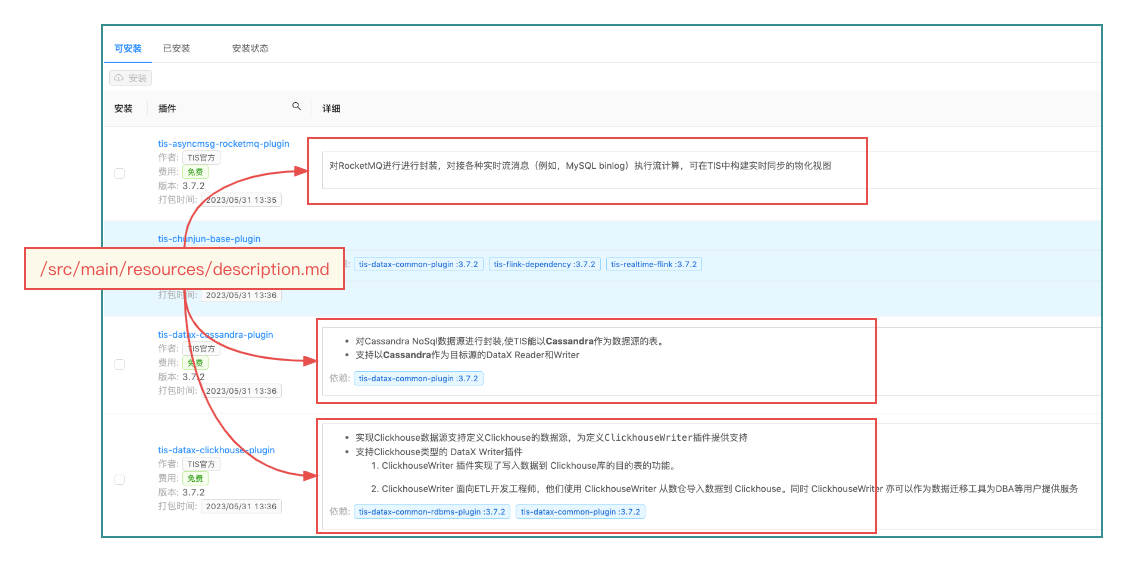 可安装 已安装 安装状态
安装
安装 插件 详细
tis-asyncmsg-rocketmq-plugin
作者: TIS官方
费用: 免费
版本: 3.7.2
打包时间: 2023/05/31 13:35
对RocketMQ进行进行封装，对接各种实时流消息（例如，MySQL binlog）执行流计算，可在TIS中构建实时同步的物化视图
tis-chunjun-base-plugin
/src/main/resources/description.md
tis-datax-common-plugin :3.7.2 tis-flink-dependency :3.7.2 tis-realtime-flink :3.7.2
打包时间: 2023/05/31 13:36
tis-datax-cassandra-plugin
作者: TIS官方
费用: 免费
版本: 3.7.2
打包时间: 2023/05/31 13:36
对Cassandra NoSql数据源进行封装,使TIS能以Cassandra作为数据源的表。
支持以Cassandra作为目标源的DataX Reader和Writer
依赖: tis-datax-common-plugin :3.7.2
tis-datax-clickhouse-plugin
作者: TIS官方
费用: 免费
版本: 3.7.2
打包时间: 2023/05/31 13:36
实现Clickhouse数据源支持定义Clickhouse的数据源，为定义ClickhouseWriter插件提供支持
支持Clickhouse类型的 DataX Writer插件
1. ClickhouseWriter 插件实现了写入数据到 Clickhouse库的目的表的功能。
2. ClickhouseWriter 面向ETL开发工程师，他们使用 ClickhouseWriter 从数仓导入数据到 Clickhouse。同时 ClickhouseWriter 亦可以作为数据迁移工具为DBA等用户提供服务
依赖: tis-datax-common-rdbms-plugin :3.7.2 tis-datax-common-plugin :3.7.2